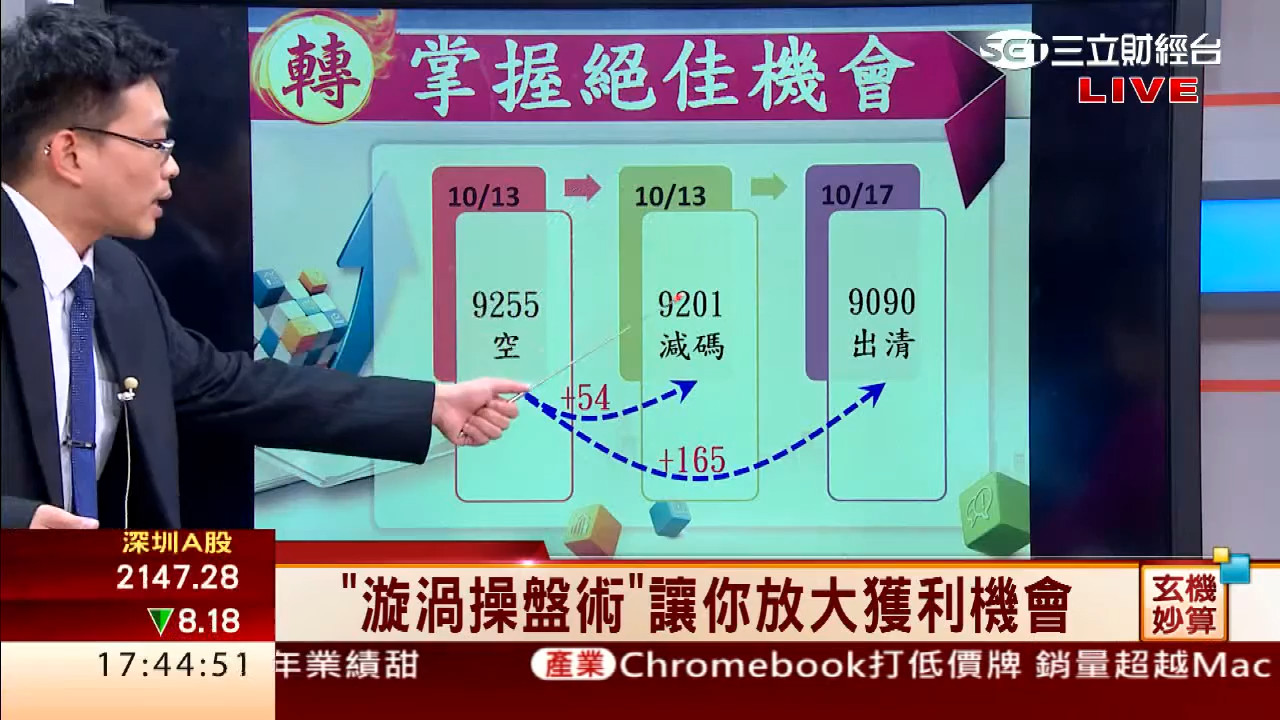 轉 掌握絕佳機會
SET三立財經台
LIVE
10/13
10/13
10/17
9255
空
9201
減碼
9090
出清
+54
+165
深圳A股
2147.28
▼8.18
17:44:51
"漩渦操盤術"讓你放大獲利機會
玄機
妙算
年業績甜 產業 Chromebook打低價牌 銷量超越Mac